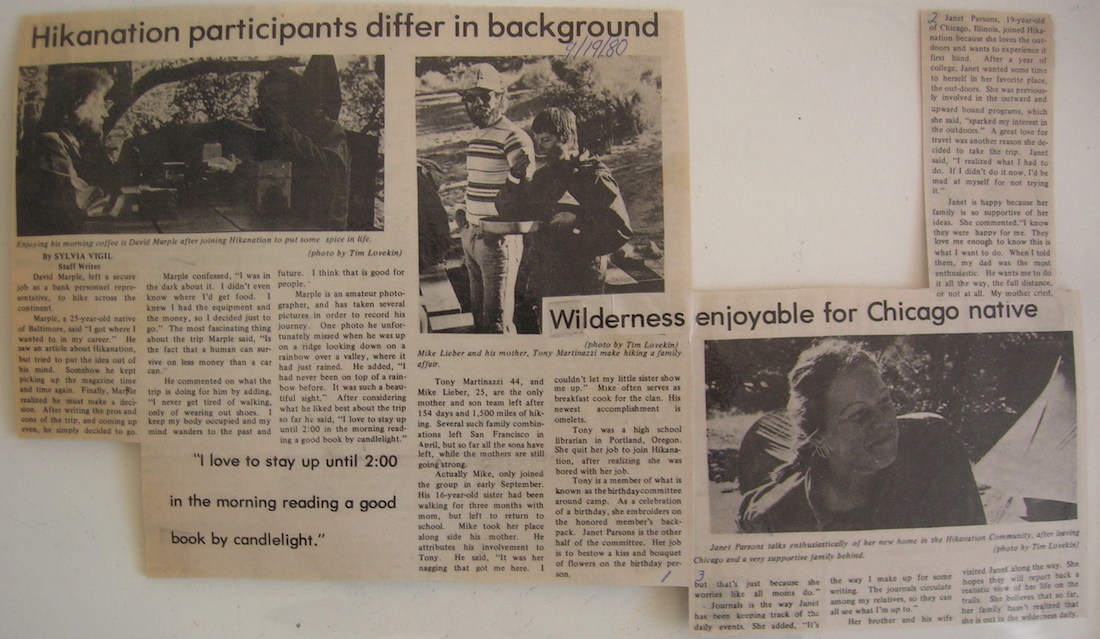 Hikanation participants differ in background
Enjoying his morning coffee is David Marple after joining Hikanation to put some spice in life.
(photo by Tim Lovekin)
By SYLVIA VIGIL
Staff Writer
David Marple, left a secure
job as a bank personnel repre-
sentative, to hike across the
continent.
Marple, a 25-year-old native
of Baltimore, said "I got where I
wanted to in my career." He
saw an article about Hikanation,
but tried to put the idea out of
his mind. Somehow he kept
picking up the magazine time
and time again. Finally, Marple
realized he must make a deci-
sion. After writing the pros and
cons of the trip, and coming up
even, he simply decided to go.
Marple confessed, "I was in
the dark about it. I didn't even
know where I'd get food. I
knew I had the equipment and
the money, so I decided just to
go." The most fascinating thing
about the trip Marple said, "Is
the fact that a human can sur-
vive on less money than a car
can."
He commented on what the
trip is doing for him by adding,
"I never get tired of walking,
only of wearing out shoes. I
keep my body occupied and my
mind wanders to the past and
future. I think that is good for
people."
Marple is an amateur photo-
grapher, and has taken several
pictures in order to record his
journey. One photo he unfor-
tunately missed when he was up
on a ridge looking down on a
rainbow over a valley, where it
had just rained. He added, "I
had never been on top of a rain-
bow before. It was such a beau-
tiful sight." After considering
what he liked best about the trip
so far he said, "I love to stay up
until 2:00 in the morning read-
ing a good book by candlelight."
"I love to stay up until 2:00
in the morning reading a good
book by candlelight."
(photo by Tim Lovekin)
Mike Lieber and his mother, Tony Martinazzi make hiking a family
affair.
Tony Martinazzi 44, and
Mike Lieber, 25, are the only
mother and son team left after
154 days and 1,500 miles of hik-
ing. Several such family combina-
tions left San Francisco in
April, but so far all the sons have
left, while the mothers are still
going strong.
Actually Mike, only joined
the group in early September.
His 16-year-old sister had been
walking for three months with
mom, but left to return to
school. Mike took her place
along side his mother. He
attributes his involvement to
Tony. He said, "It was her
nagging that got me here. I
couldn't let my little sister show
me up." Mike often serves as
breakfast cook for the clan. His
newest accomplishment is
omelets.
Tony was a high school
librarian in Portland, Oregon.
She quit her job to join Hikana-
tion, after realizing she was
bored with her job.
Tony is a member of what is
known as the birthday committee
around camp. As a celebration
of a birthday, she embroiders on
the honored member's back-
pack. Janet Parsons is the other
half of the committee. Her job
is to bestow a kiss and bouquet
of flowers on the birthday per-
son.
1
2 Janet Parsons, 19-year-old
of Chicago, Illinois, joined Hika-
nation because she loves the out-
doors and wants to experience it
first hand. After a year of
college, Janet wanted some time
to herself in her favorite place,
the out-doors. She was previous-
ly involved in the outward and
upward bound programs, which
she said, "sparked my interest in
the outdoors." A great love for
travel was another reason she de-
cided to take the trip. Janet
said, "I realized what I had to
do. If I didn't do it now, I'd be
mad at myself for not trying
it."
Janet is happy because her
family is so supportive of her
ideas. She commented,"I know
they were happy for me. They
love me enough to know this is
what I want to do. When I told
them, my dad was the most
enthusiastic. He wants me to do
it all the way, the full distance,
or not at all. My mother cried,
Wilderness enjoyable for Chicago native
Janet Parsons talks enthusiastically of her new home in the Hikanation Community, after leaving
Chicago and a very supportive family behind.
(photo by Tim Lovekin)
3
but that's just because she
worries like all moms do."
Journals is the way Janet
has been keeping track of the
daily events. She added, "It's
the way I make up for some
writing. The journals circulate
among my relatives, so they can
all see what I'm up to."
Her brother and his wife
visited Janet along the way. She
hopes they will report back a
realistic view of her life on the
trails. She believes that so far,
her family hasn't realized that
she is out in the wilderness daily.